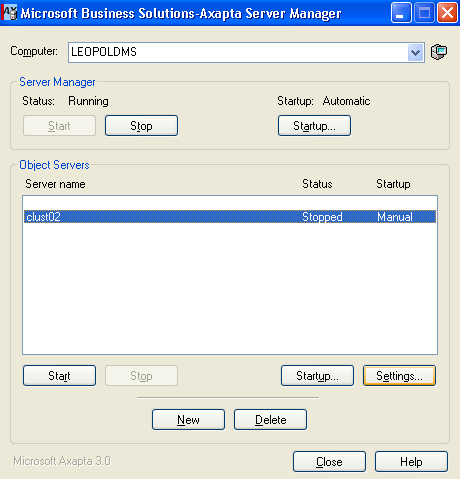 Microsoft Business Solutions-Axapta Server Manager
Computer: LEOPOLDMS
Server Manager
Status: Running Startup: Automatic
Start Stop Startup...
Object Servers
Server name Status Startup
clust02 Stopped Manual
Start Stop Startup... Settings...
New Delete
Microsoft Axapta 3.0 Close Help